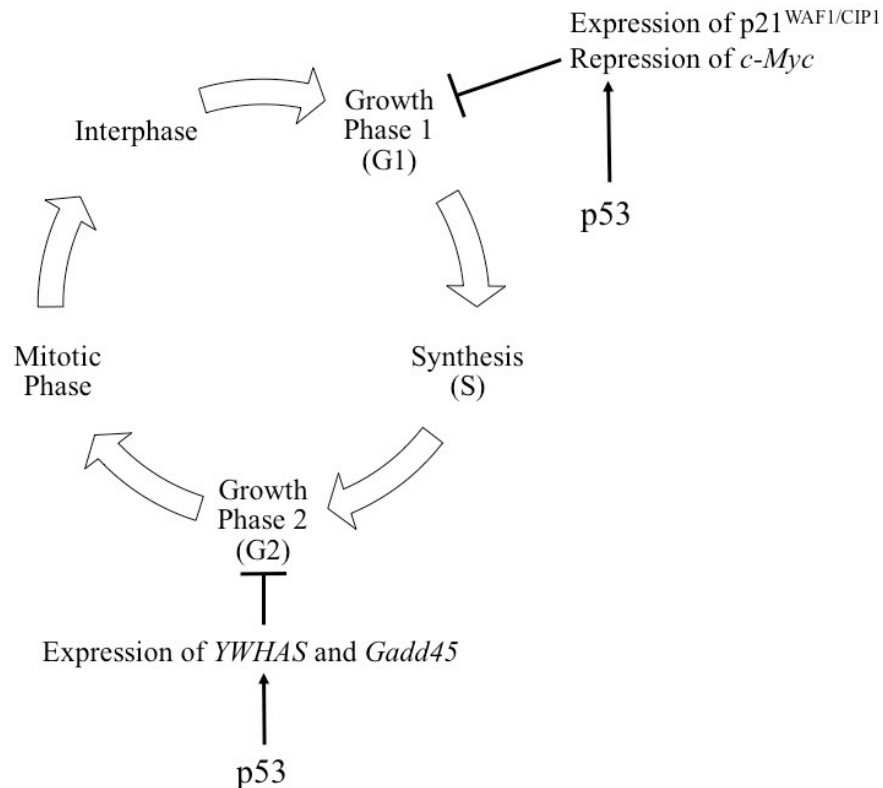 Expression of p21WAF1/CIP1
Repression of c-Myc
Growth
Phase 1
(G1)
Interphase
p53
Mitotic
Phase
Synthesis
(S)
Growth
Phase 2
(G2)
Expression of YWHAS and Gadd45
p53